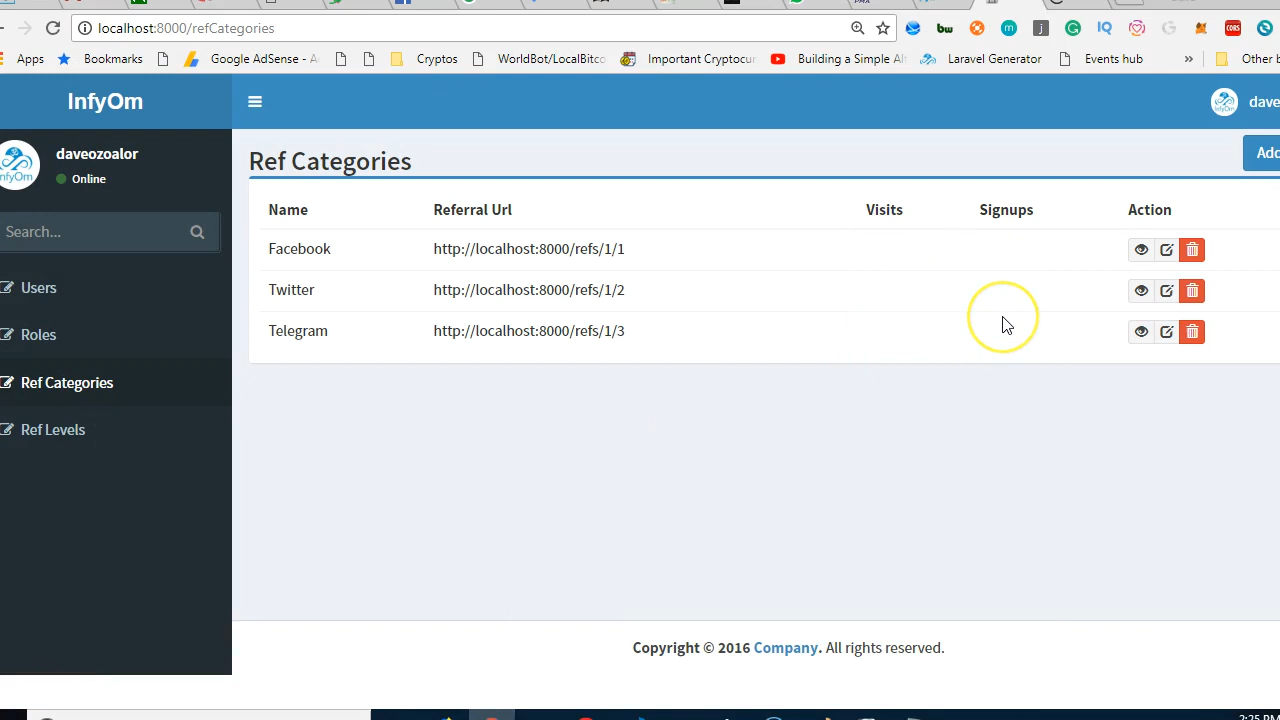 localhost:8000/refCategories
Apps Bookmarks Google AdSense - A Cryptos WorldBot/LocalBitco Important Cryptocur Building a Simple Al Laravel Generator Events hub » Other b
InfyOm
dave
daveozoalor
Online
Ref Categories
Add
Search...
Name Referral Url Visits Signups Action
Facebook http://localhost:8000/refs/1/1
Twitter http://localhost:8000/refs/1/2
Telegram http://localhost:8000/refs/1/3
Users
Roles
Ref Categories
Ref Levels
Copyright © 2016 Company. All rights reserved.
2:25 PM